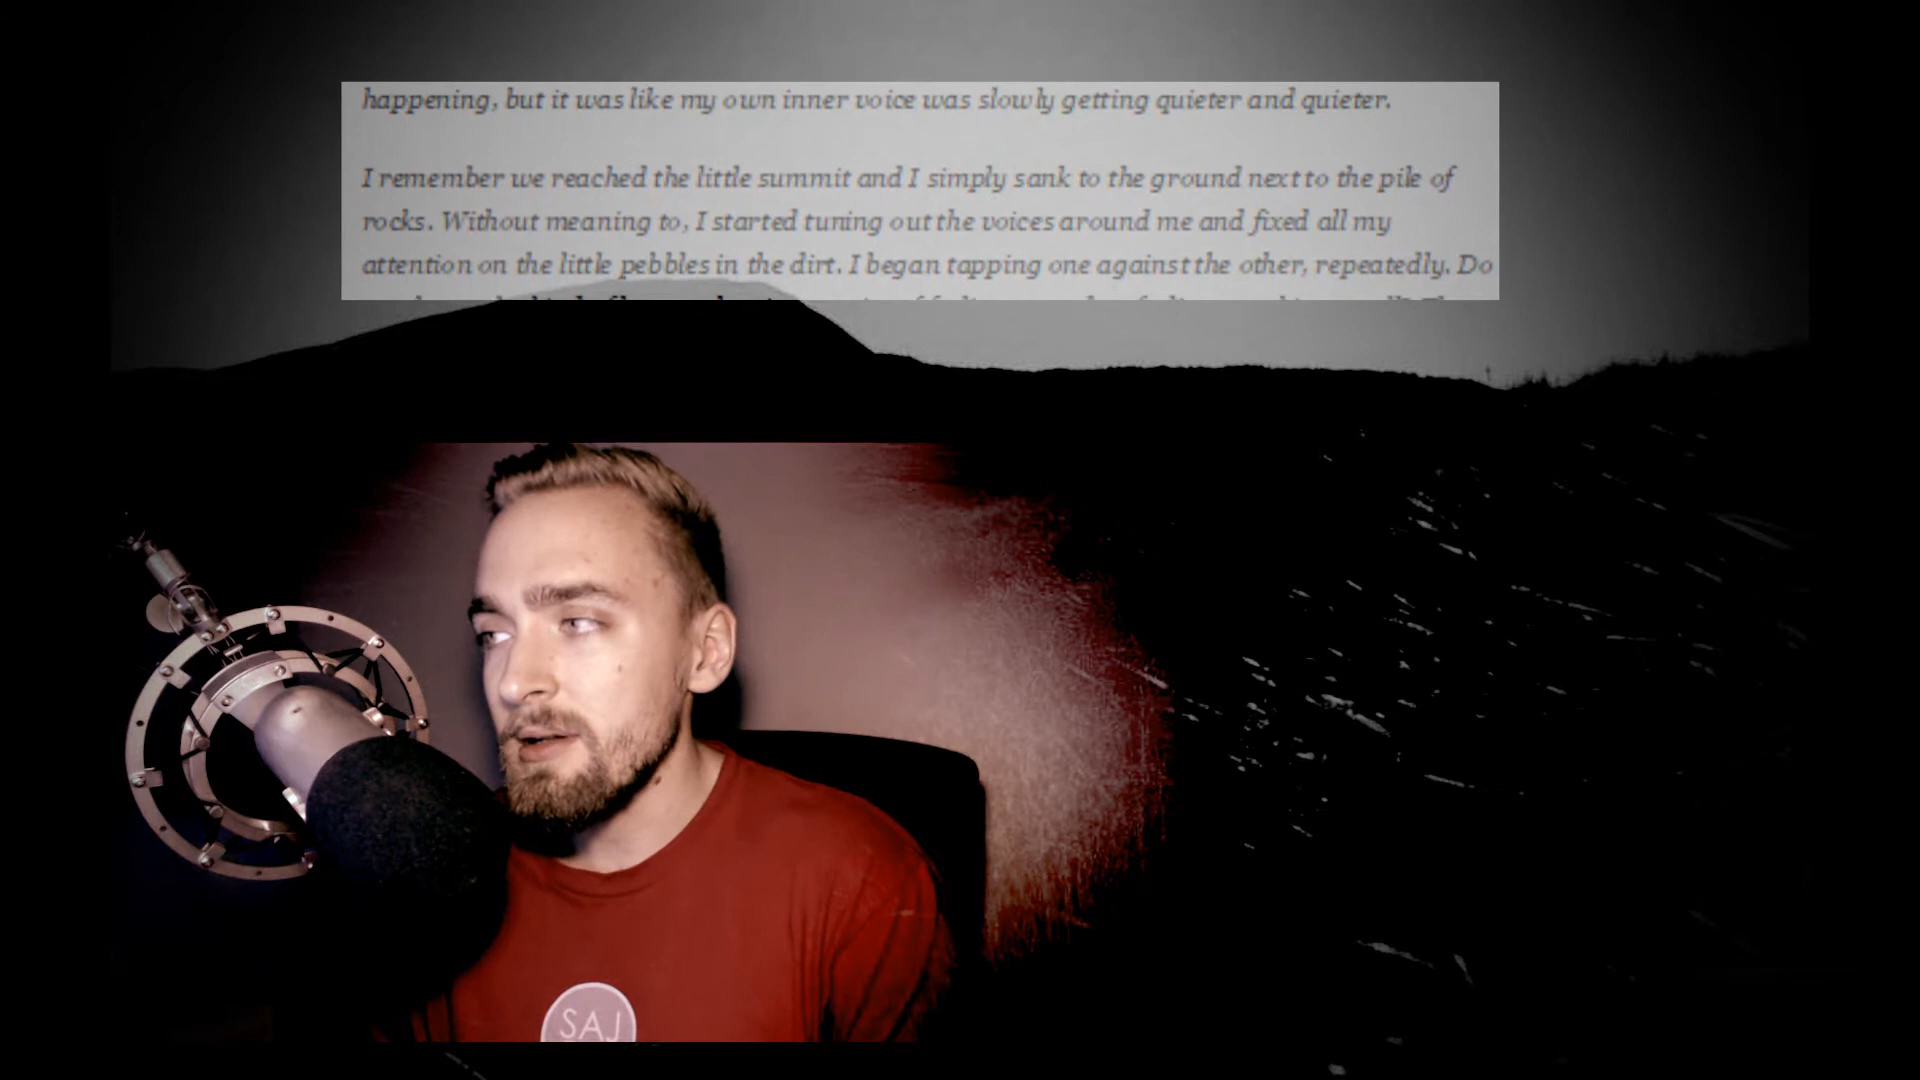 happening, but it was like my own inner voice was slowly getting quieter and quieter.
I remember we reached the little summit and I simply sank to the ground next to the pile of
rocks. Without meaning to, I started tuning out the voices around me and fixed all my
attention on the little pebbles in the dirt. I began tapping one against the other, repeatedly. Do
SAJ